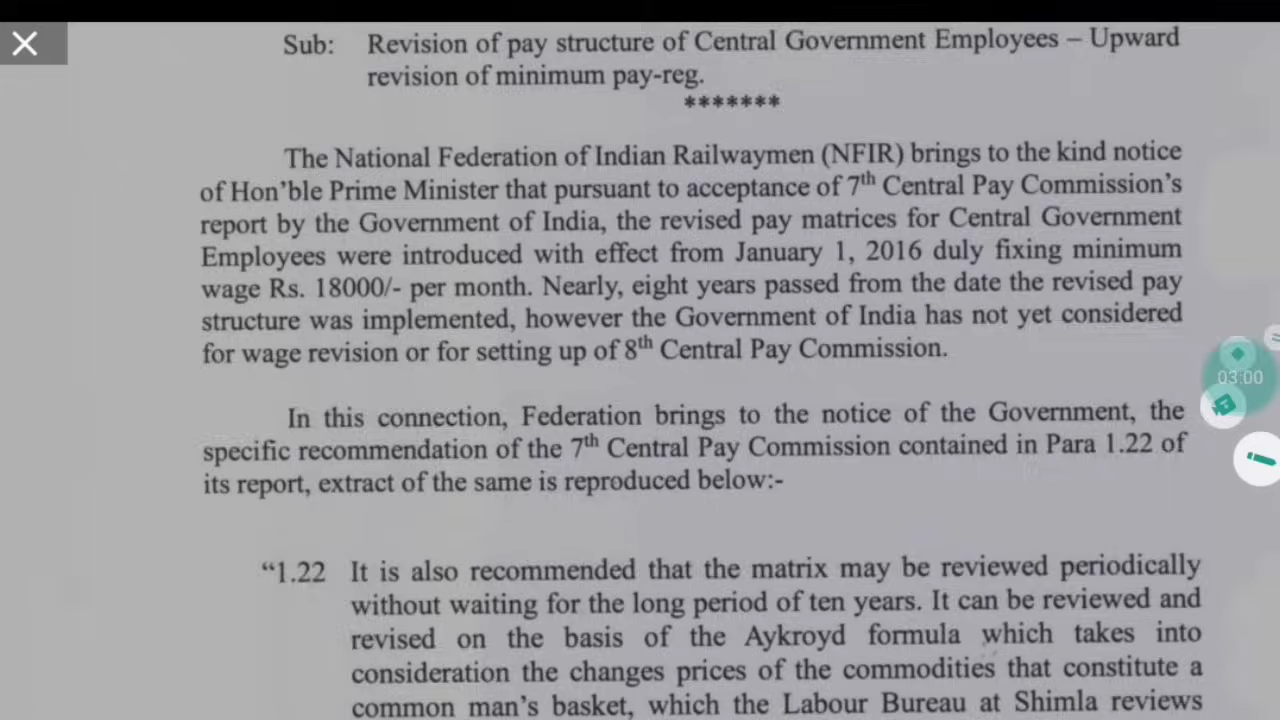 Sub: Revision of pay structure of Central Government Employees – Upward
revision of minimum pay-reg.
*******
The National Federation of Indian Railwaymen (NFIR) brings to the kind notice
of Hon’ble Prime Minister that pursuant to acceptance of 7th Central Pay Commission’s
report by the Government of India, the revised pay matrices for Central Government
Employees were introduced with effect from January 1, 2016 duly fixing minimum
wage Rs. 18000/- per month. Nearly, eight years passed from the date the revised pay
structure was implemented, however the Government of India has not yet considered
for wage revision or for setting up of 8th Central Pay Commission.
03:00
In this connection, Federation brings to the notice of the Government, the
specific recommendation of the 7th Central Pay Commission contained in Para 1.22 of
its report, extract of the same is reproduced below:-
“1.22 It is also recommended that the matrix may be reviewed periodically
without waiting for the long period of ten years. It can be reviewed and
revised on the basis of the Aykroyd formula which takes into
consideration the changes prices of the commodities that constitute a
common man’s basket, which the Labour Bureau at Shimla reviews